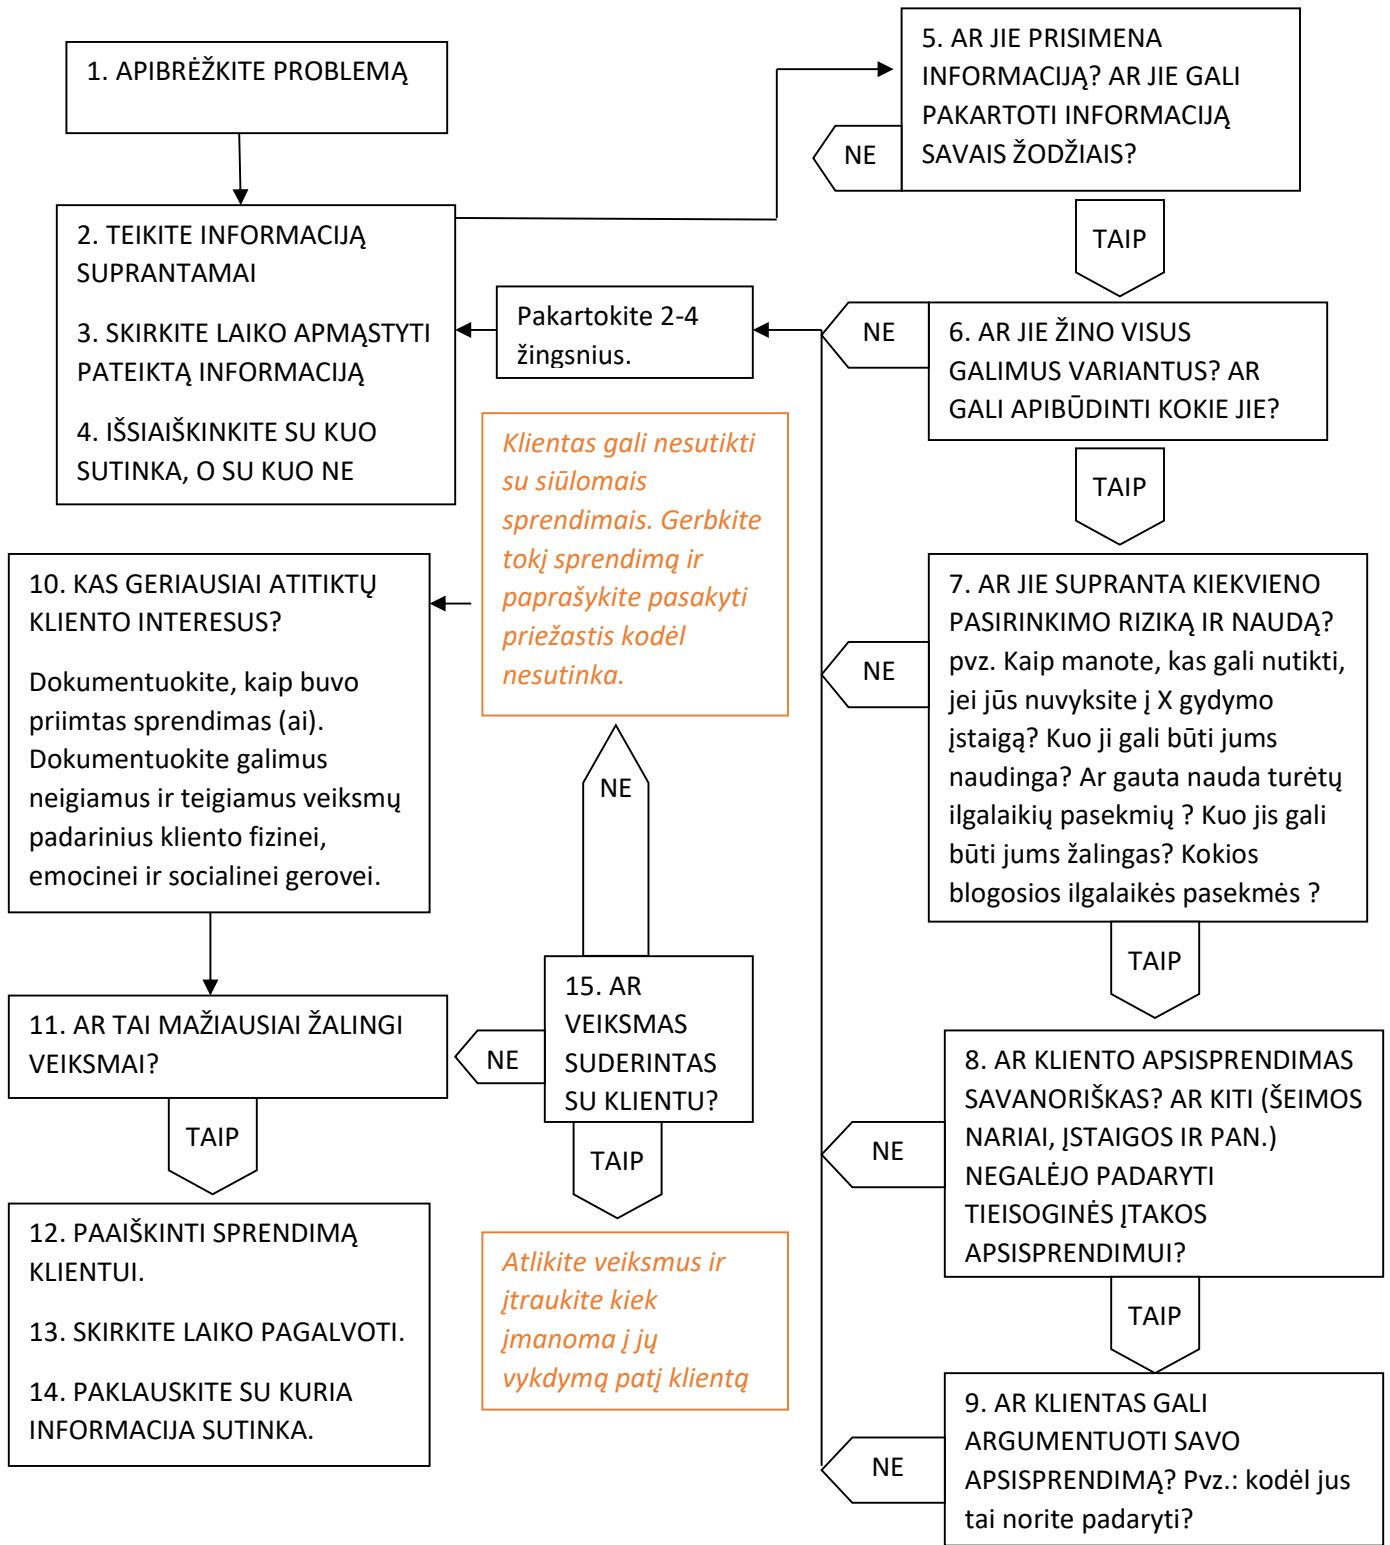 1. APIBRĖŽKITE PROBLEMĄ
2. TEIKITE INFORMACIJĄ
SUPRANTAMAI
3. SKIRKITE LAIKO APMĄSTYTI
PATEIKTĄ INFORMACIJĄ
4. IŠSIAIŠKINKITE SU KUO
SUTINKA, O SU KUO NE
Pakartokite 2-4
žingsnius.
5. AR JIE PRISIMENA
INFORMACIJĄ? AR JIE GALI
PAKARTOTI INFORMACIJĄ
SAVAIS ŽODŽIAIS?
NE
TAIP
6. AR JIE ŽINO VISUS
GALIMUS VARIANTUS? AR
GALI APIBŪDINTI KOKIE JIE?
NE
TAIP
7. AR JIE SUPRANTA KIEKVIENO
PASIRINKIMO RIZIKĄ IR NAUDĄ?
pvz. Kaip manote, kas gali nutikti,
jei jūs nuvyksite į X gydymo
įstaigą? Kuo ji gali būti jums
naudinga? Ar gauta nauda turėtų
ilgalaikių pasekmių ? Kuo jis gali
būti jums žalingas? Kokios
blogosios ilgalaikės pasekmės ?
NE
TAIP
8. AR KLIENTO APSISPRENDIMAS
SAVANORIŠKAS? AR KITI (ŠEIMOS
NARIAI, ĮSTAIGOS IR PAN.)
NEGALĖJO PADARYTI
TIEISOGINĖS ĮTAKOS
APSISPRENDIMUI?
NE
TAIP
9. AR KLIENTAS GALI
ARGUMENTUOTI SAVO
APSISPRENDIMĄ? Pvz.: kodėl jus
tai norite padaryti?
NE
Klientas gali nesutikti
su siūlomais
sprendimais. Gerbkite
tokį sprendimą ir
paprašykite pasakyti
priežastis kodėl
nesutinka.
10. KAS GERIAUSIAI ATITIKTŲ
KLIENTO INTERESUS?
Dokumentuokite, kaip buvo
priimtas sprendimas (ai).
Dokumentuokite galimus
neigiamus ir teigiamus veiksmų
padarinius kliento fizinei,
emocinei ir socialinei gerovei.
11. AR TAI MAŽIAUSIAI ŽALINGI
VEIKSMAI?
TAIP
12. PAAIŠKINTI SPRENDIMĄ
KLIENTUI.
13. SKIRKITE LAIKO PAGALVOTI.
14. PAKLAUSKITE SU KURIA
INFORMACIJA SUTINKA.
NE
15. AR
VEIKSMAS
SUDERINTAS
SU KLIENTU?
NE
TAIP
Atlikite veiksmus ir
įtraukite kiek
įmanoma į jų
vykdymą patį klientą